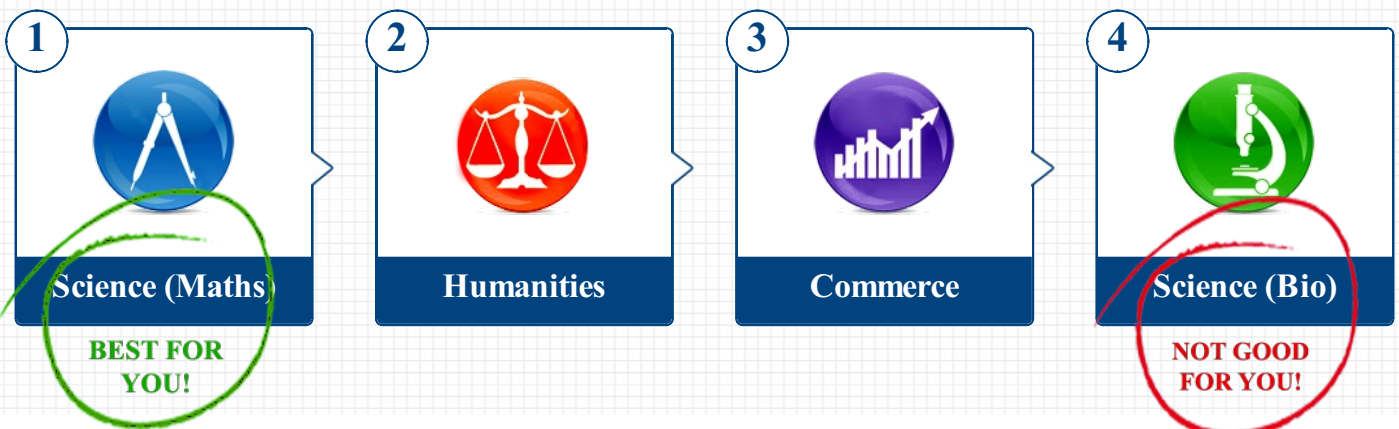 1
2
3
4
Science (Maths)
Humanities
Commerce
Science (Bio)
BEST FOR
YOU!
NOT GOOD
FOR YOU!